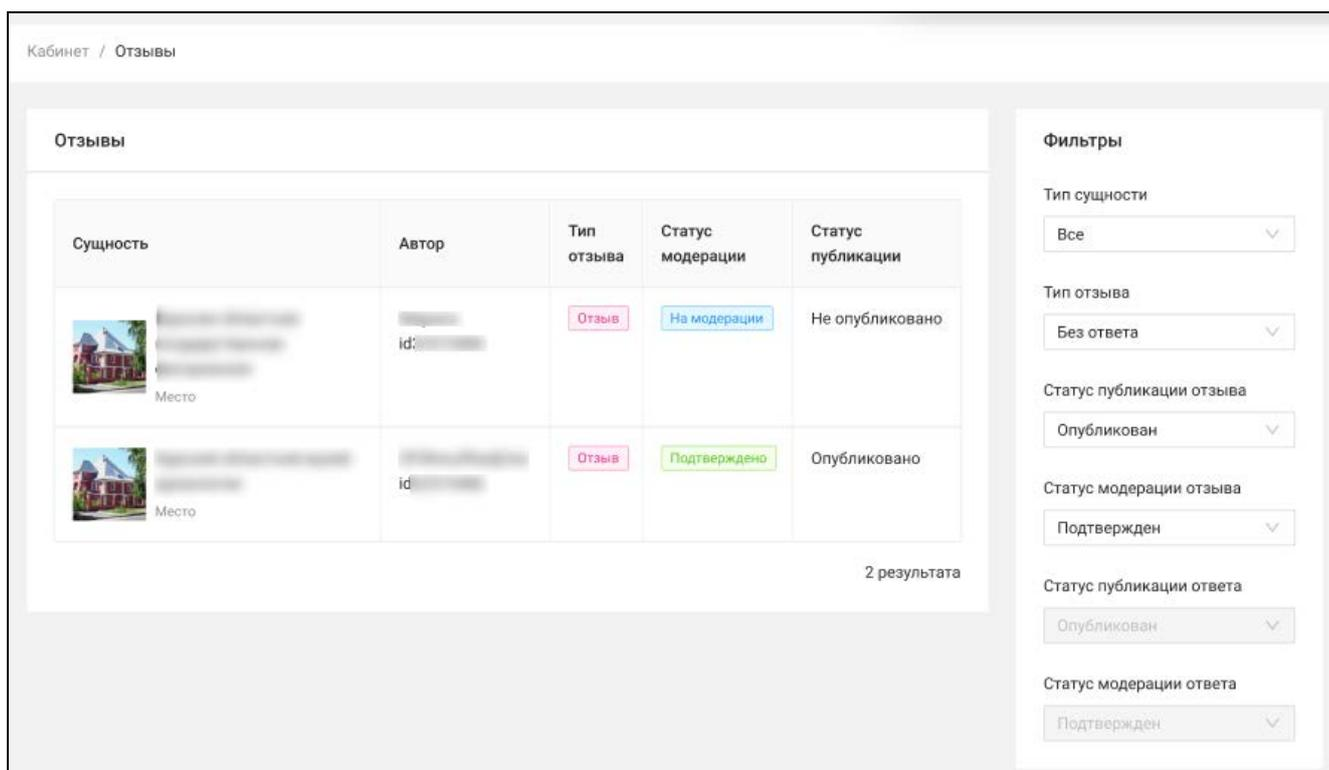 Кабинет / Отзывы
Отзывы
Сущность
Автор
Тип
отзыва
Статус
модерации
Статус
публикации
Место
id
Отзыв
На модерации
Не опубликовано
Место
id
Отзыв
Подтверждено
Опубликовано
2 результата
Фильтры
Тип сущности
Все
Тип отзыва
Без ответа
Статус публикации отзыва
Опубликован
Статус модерации отзыва
Подтвержден
Статус публикации ответа
Опубликован
Статус модерации ответа
Подтвержден